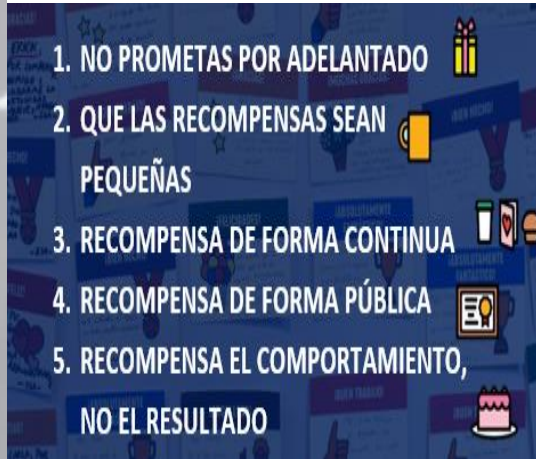 1. NO PROMETAS POR ADELANTADO
2. QUE LAS RECOMPENSAS SEAN
PEQUEÑAS
3. RECOMPENSA DE FORMA CONTINUA
4. RECOMPENSA DE FORMA PÚBLICA
5. RECOMPENSA EL COMPORTAMIENTO,
NO EL RESULTADO